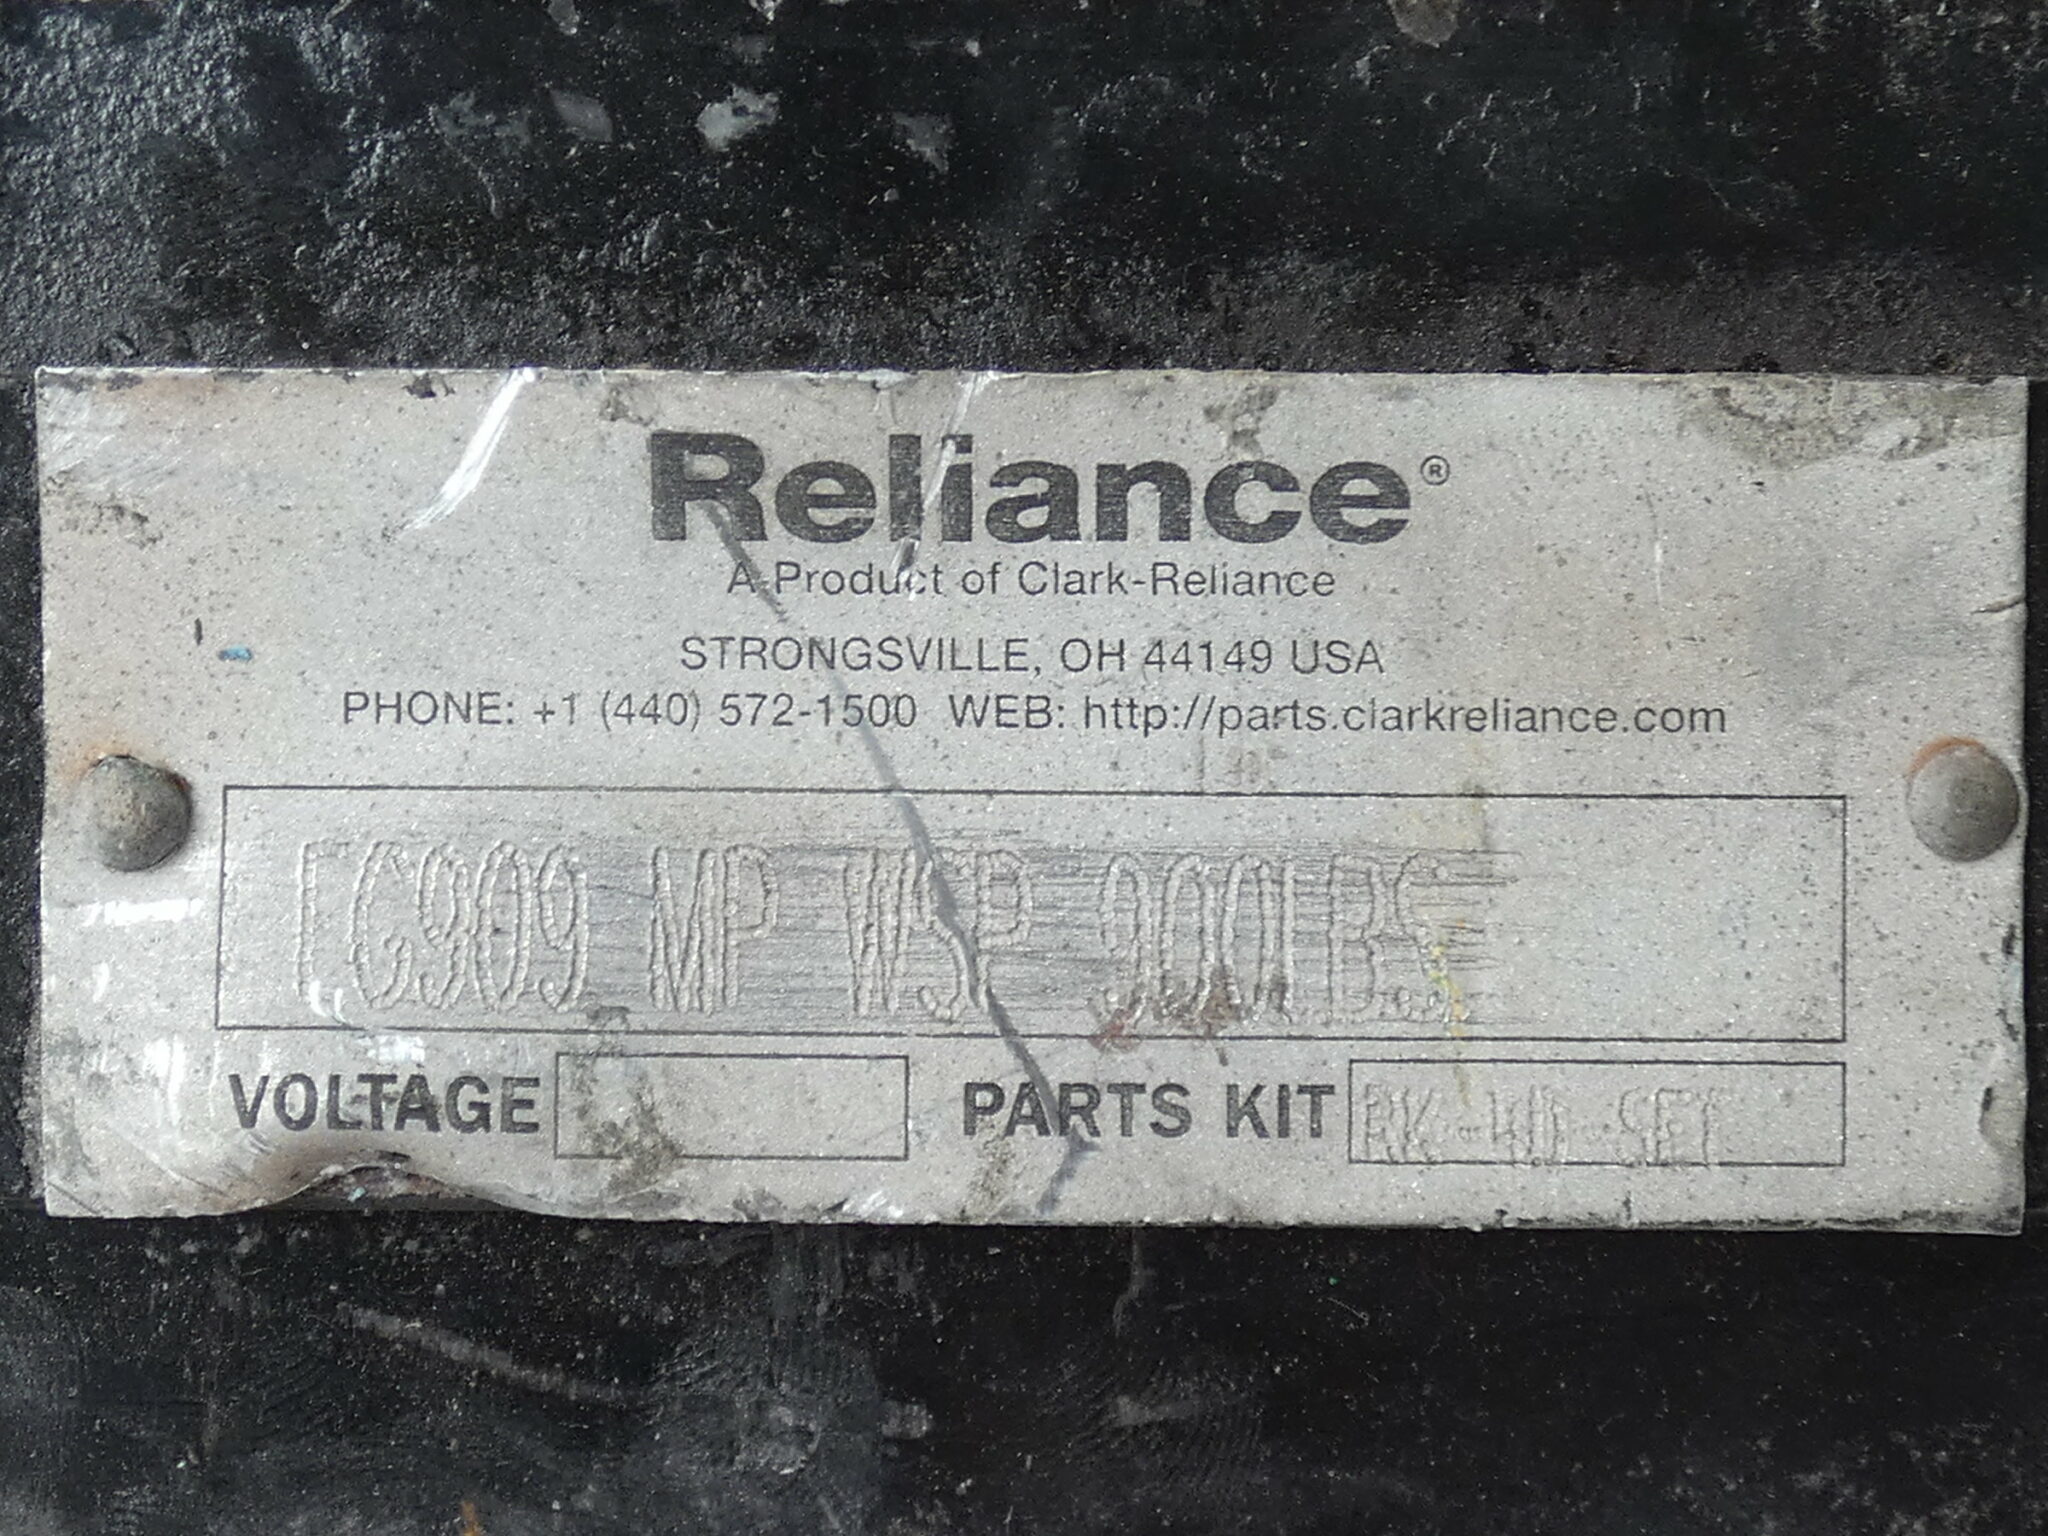 Reliance®
A Product of Clark-Reliance
STRONGSVILLE, OH 44149 USA
PHONE: +1 (440) 572-1500 WEB: http://parts.clarkreliance.com
MP WSP 900LBS
VOLTAGE PARTS KIT SET